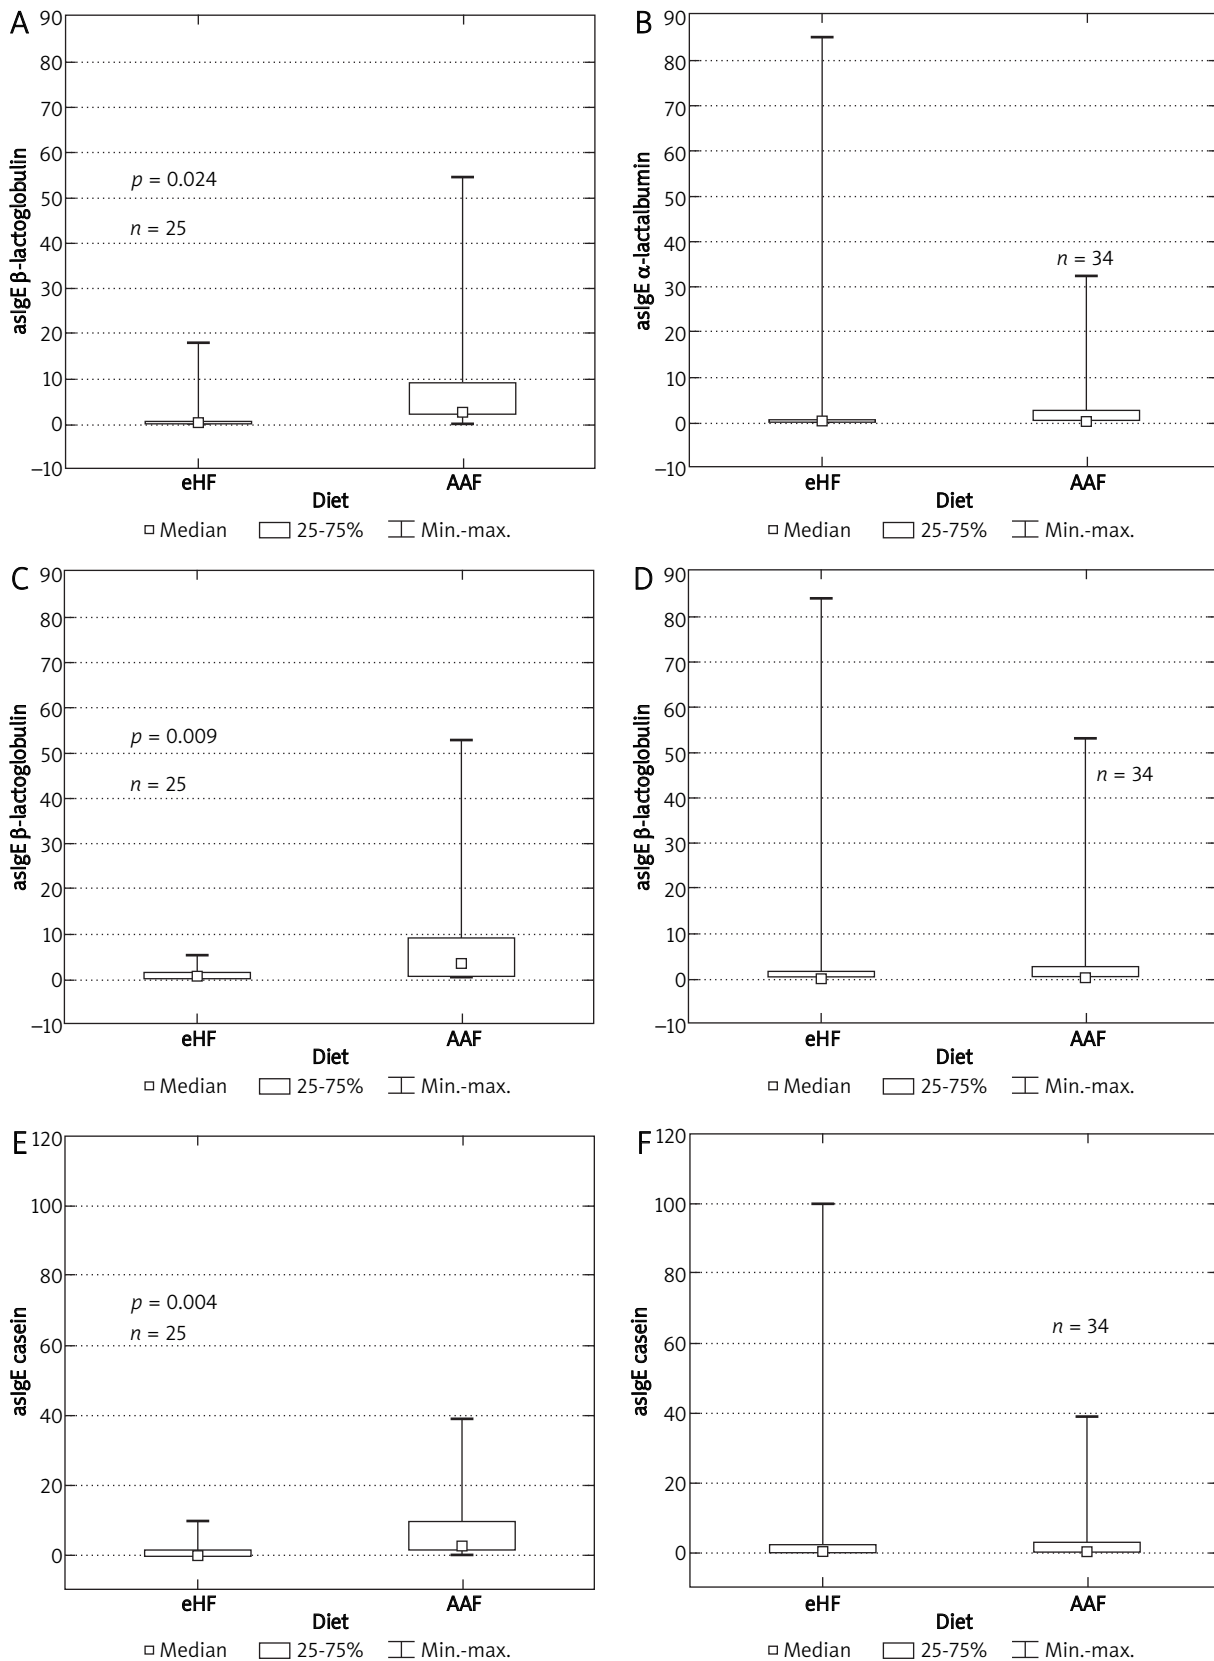 A
90
80
70
60
50
40
30
20
10
0
–10
asIgE β-lactoglobulin
p = 0.024
n = 25
eHF
AAF
Diet
Median 25-75% Min.-max.
B
90
80
70
60
50
40
30
20
10
0
–10
asIgE α-lactalbumin
n = 34
eHF
AAF
Diet
Median 25-75% Min.-max.
C
90
80
70
60
50
40
30
20
10
0
–10
asIgE β-lactoglobulin
p = 0.009
n = 25
eHF
AAF
Diet
Median 25-75% Min.-max.
D
90
80
70
60
50
40
30
20
10
0
–10
asIgE β-lactoglobulin
n = 34
eHF
AAF
Diet
Median 25-75% Min.-max.
E
120
100
80
60
40
20
0
asIgE casein
p = 0.004
n = 25
eHF
AAF
Diet
Median 25-75% Min.-max.
F
120
100
80
60
40
20
0
asIgE casein
n = 34
eHF
AAF
Diet
Median 25-75% Min.-max.